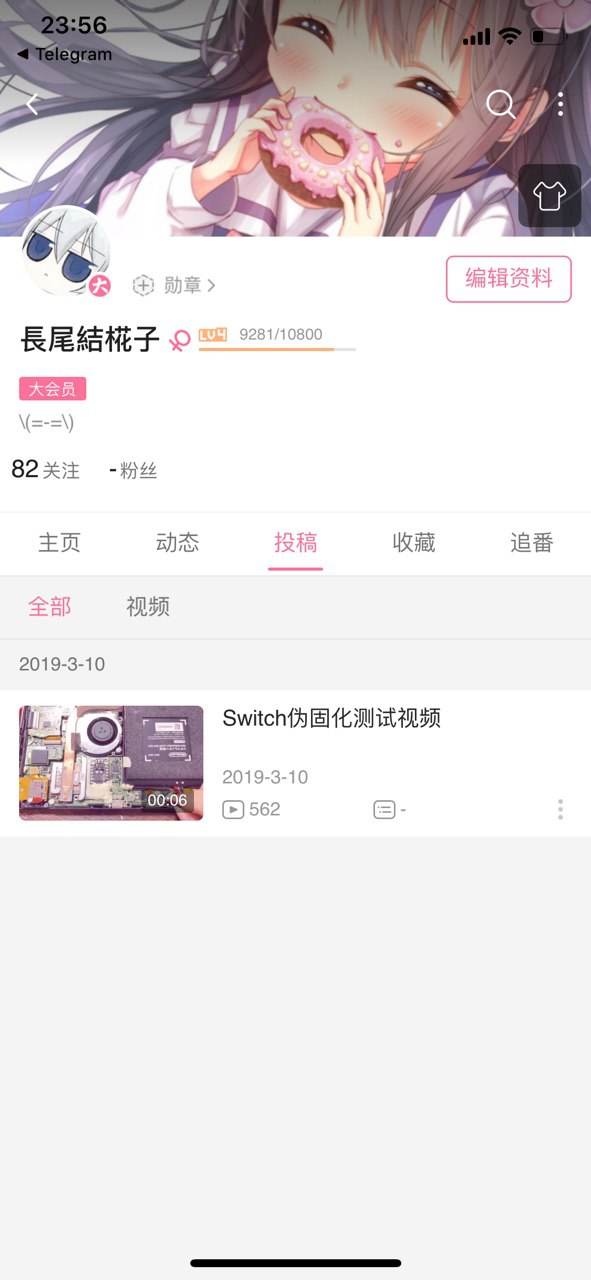 23:56
◀ Telegram
大
勋章 >
编辑资料
長尾結椛子
LV4 9281/10800
大会员
\(=-=\)
82关注 -粉丝
主页 动态 投稿 收藏 追番
全部 视频
2019-3-10
00:06
Switch伪固化测试视频
2019-3-10
562 -